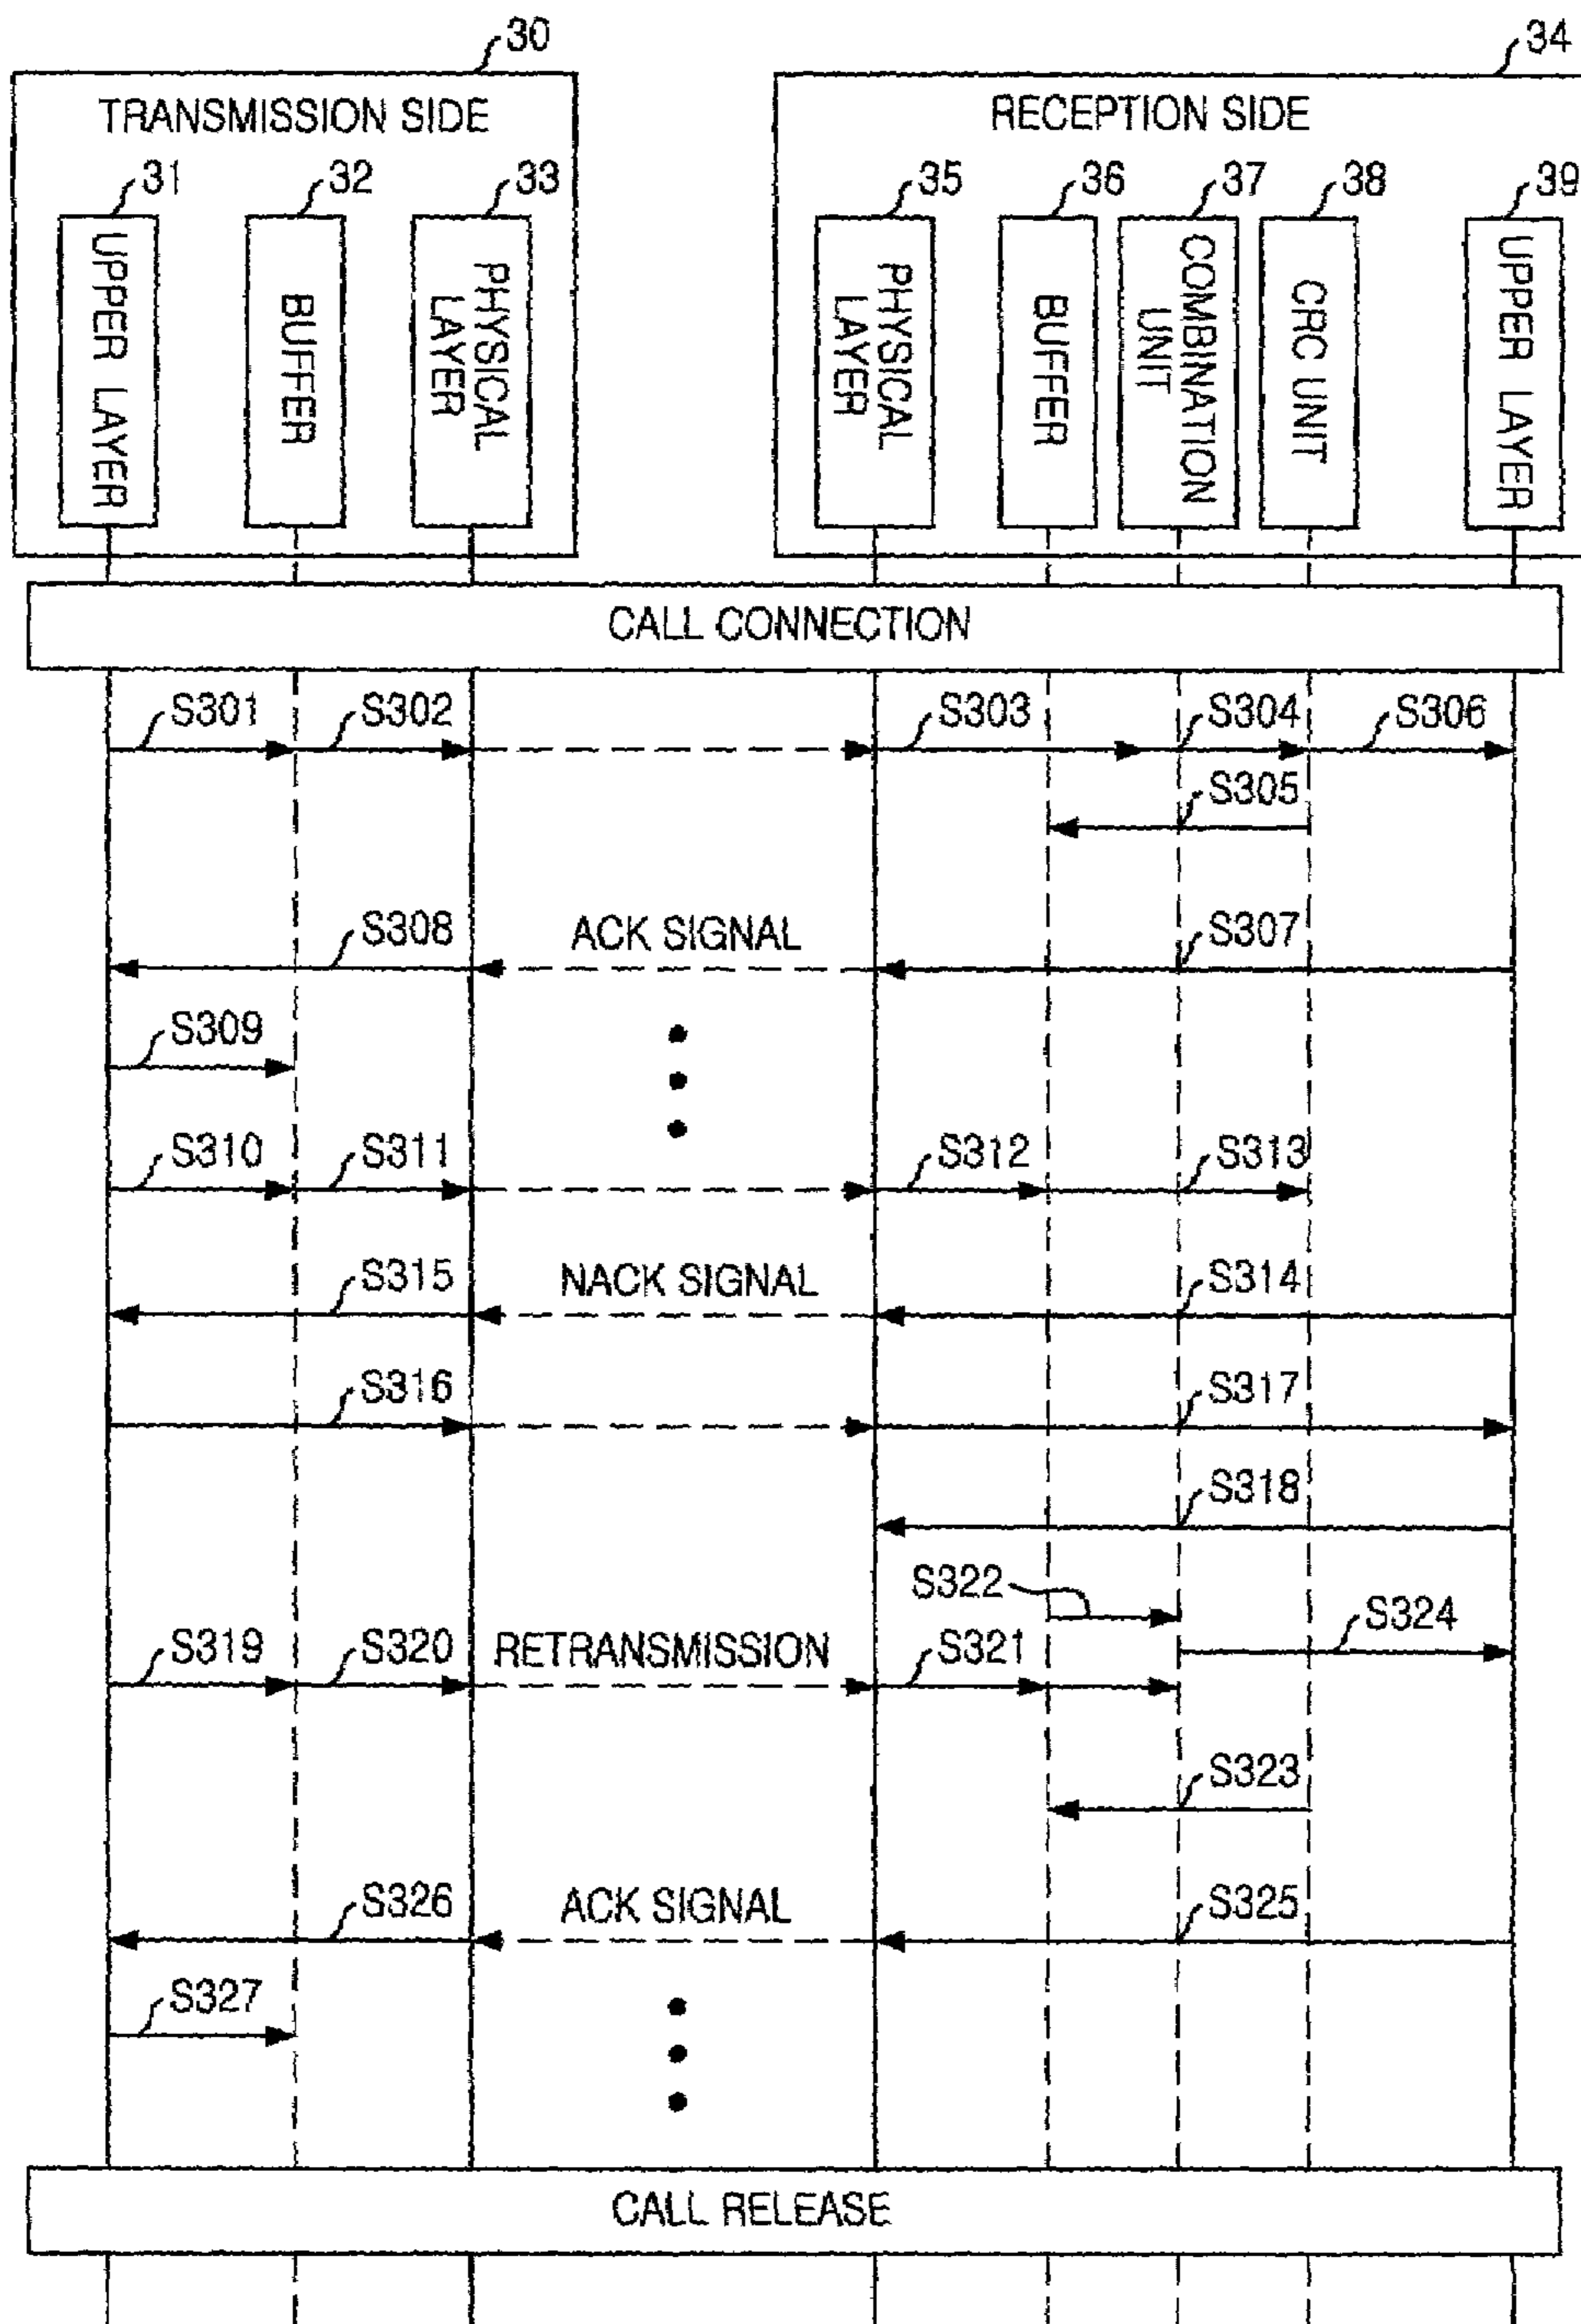 30
34
TRANSMISSION SIDE
RECEPTION SIDE
31
32
33
35
36
37
38
39
UPPER LAYER
BUFFER
PHYSICAL
LAYER
PHYSICAL
LAYER
BUFFER
COMBINATION
UNIT
CRC UNIT
UPPER LAYER
CALL CONNECTION
S301
S302
S303
S304
S306
S305
S308
ACK SIGNAL
S307
S309
S310
S311
S312
S313
S315
NACK SIGNAL
S314
S316
S317
S318
S322
S324
S319
S320
RETRANSMISSION
S321
S323
S326
ACK SIGNAL
S325
S327
CALL RELEASE